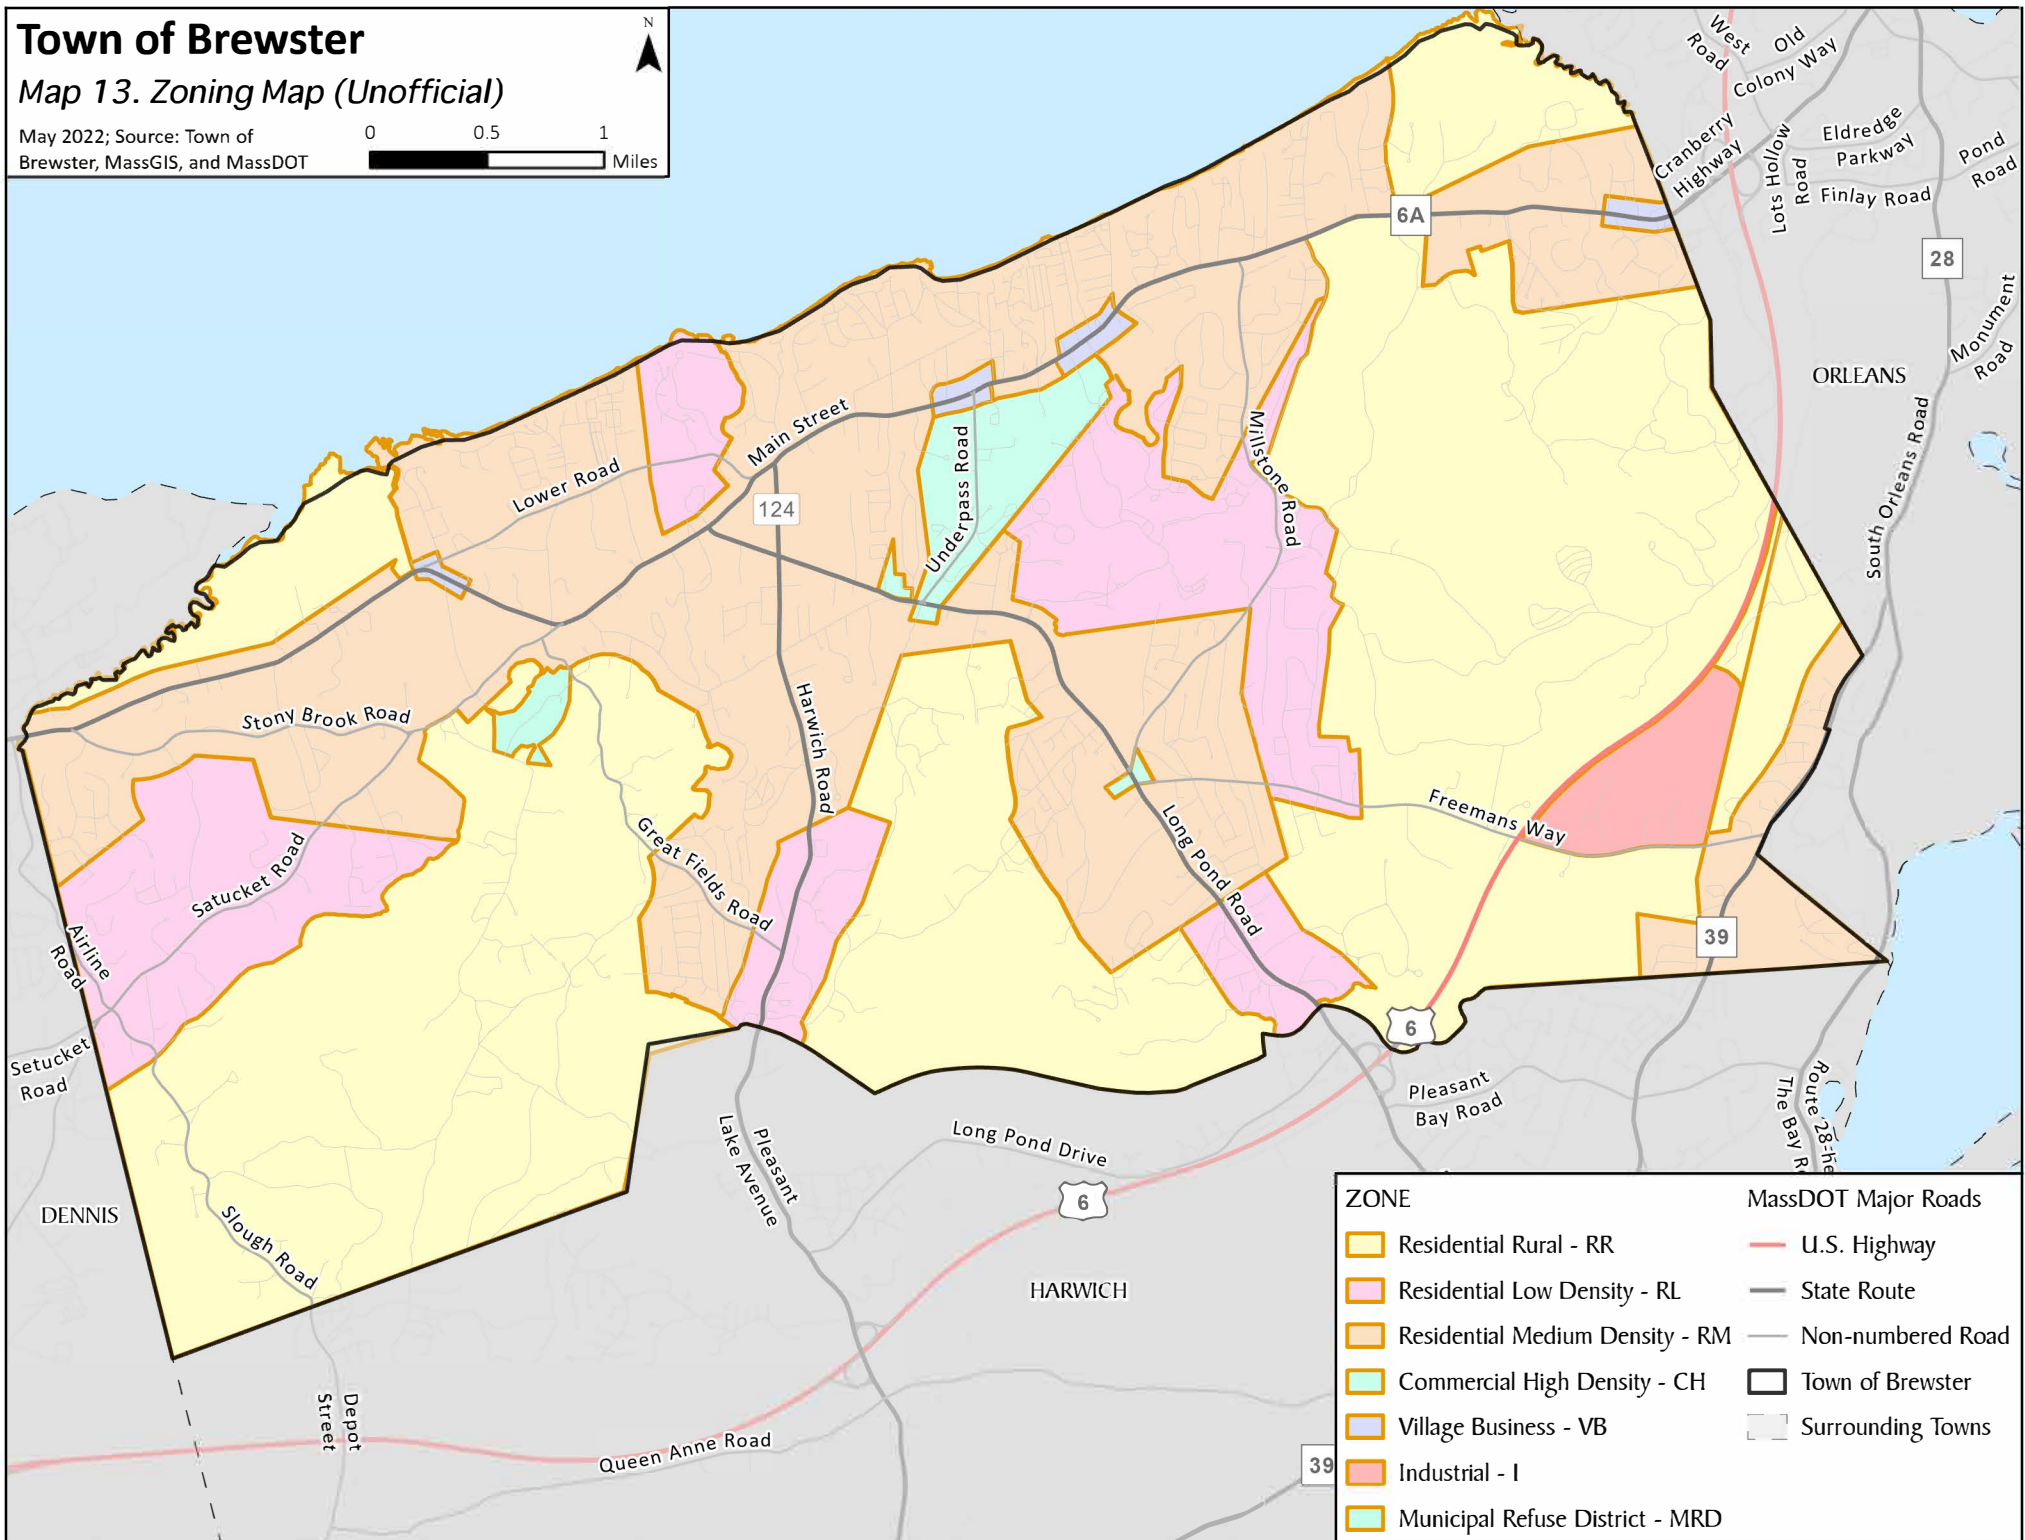 Town of Brewster
Map 13. Zoning Map (Unofficial)
May 2022; Source: Town of
Brewster, MassGIS, and MassDOT
0 0.5 1
Miles
N
West
Road
Old
Colony Way
Cranberry
Highway
Lots Hollow
Road
Eldredge
Parkway
Finlay Road
Pond
Road
6A
28
Monument
Road
ORLEANS
South Orleans Road
Main Street
Lower Road
124
Underpass Road
Millstone Road
Stony Brook Road
Harwich Road
Satucket Road
Great Fields Road
Long Pond Road
Freemans Way
Airline
Road
39
Setucket
Road
6
Pleasant
Bay Road
Route 28-he
The Bay R
Pleasant
Lake Avenue
Long Pond Drive
6
DENNIS
Slough Road
HARWICH
Depot
Street
Queen Anne Road
39
ZONE
Residential Rural - RR
Residential Low Density - RL
Residential Medium Density - RM
Commercial High Density - CH
Village Business - VB
Industrial - I
Municipal Refuse District - MRD
MassDOT Major Roads
U.S. Highway
State Route
Non-numbered Road
Town of Brewster
Surrounding Towns